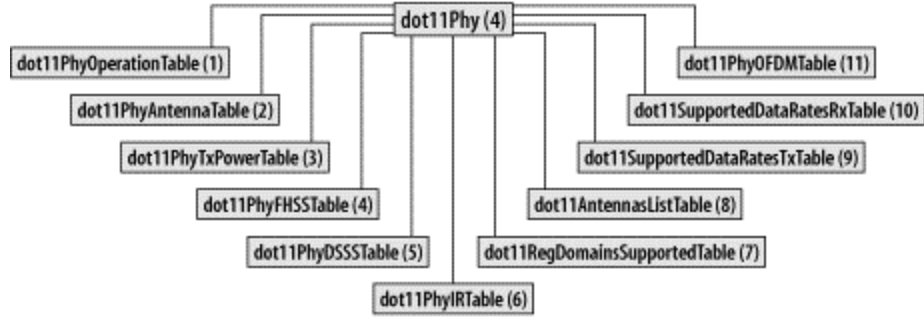 dot11Phy (4)
dot11PhyOperationTable (1)
dot11PhyOFDMTable (11)
dot11PhyAntennaTable (2)
dot11SupportedDataRatesRxTable (10)
dot11PhyTxPowerTable (3)
dot11SupportedDataRatesTxTable (9)
dot11PhyFHSSTable (4)
dot11AntennasListTable (8)
dot11PhyDSSSTable (5)
dot11RegDomainsSupportedTable (7)
dot11PhyIRTable (6)